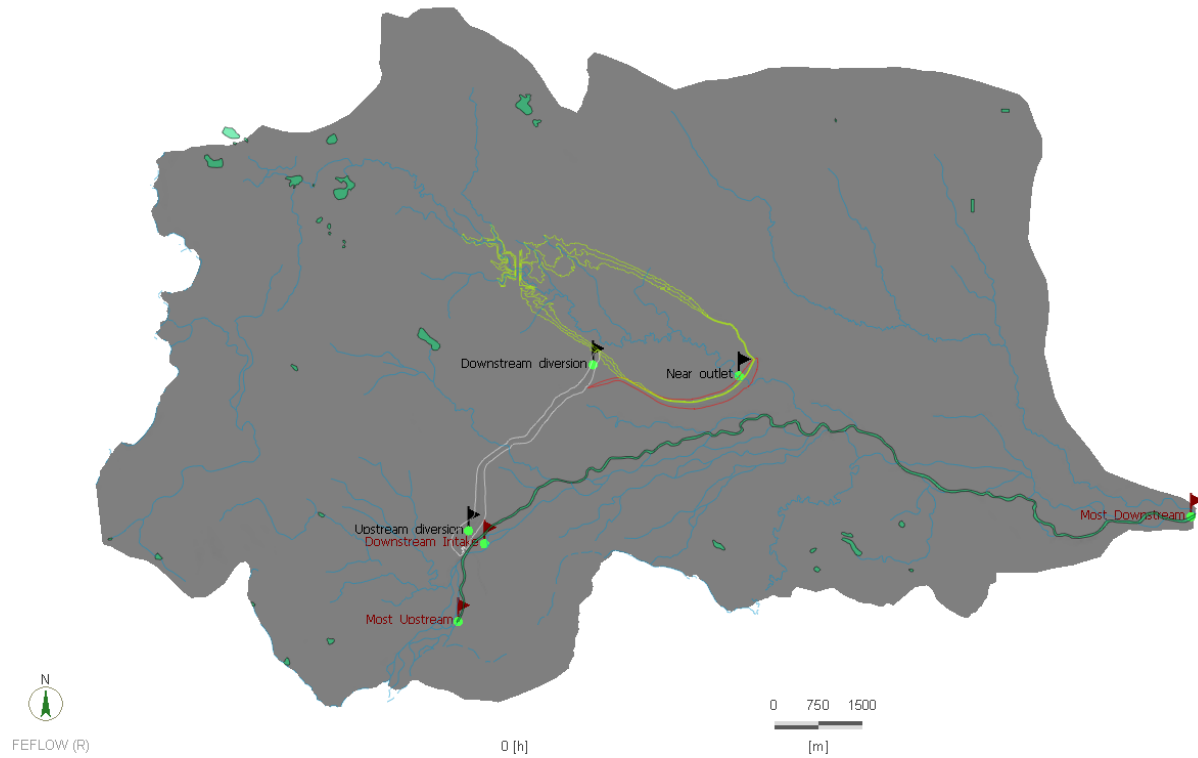 Downstream diversion
Near outlet
Most Downstream
Upstream diversion
Downstream Intake
Most Upstream
N
0 750 1500
FEFLOW (R)
0 [h]
[m]